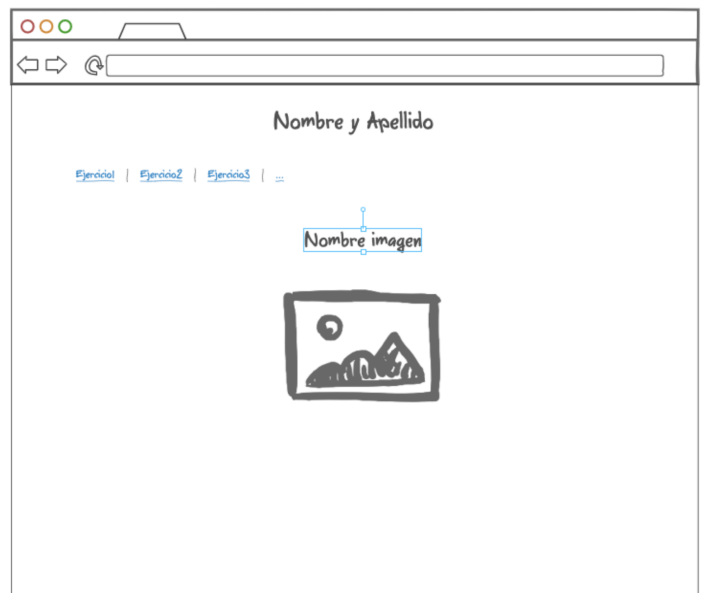 Nombre y Apellido
Ejercicio1 | Ejercicio2 | Ejercicio3 | ...
Nombre imagen